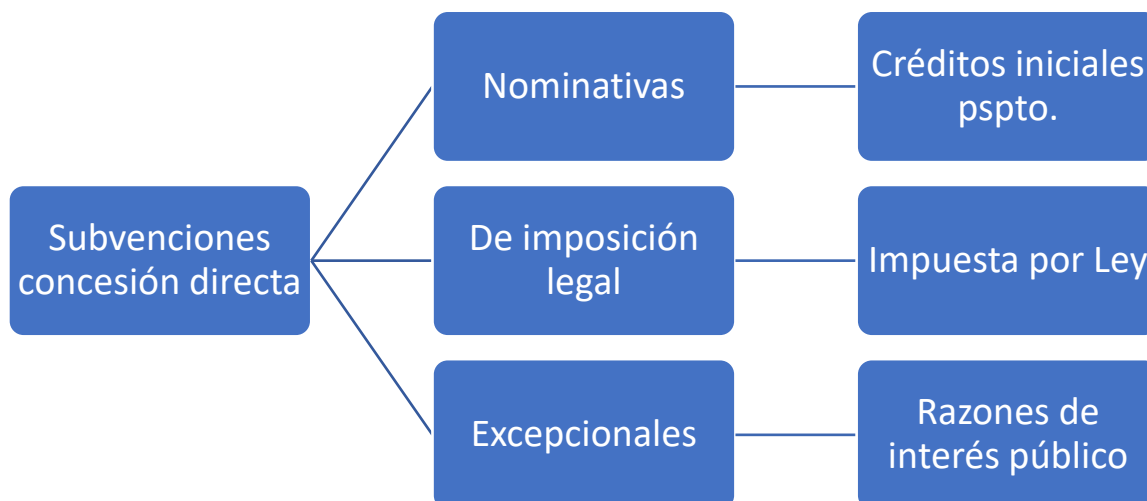 Subvenciones
concesión directa
Nominativas
Créditos iniciales
pspto.
De imposición
legal
Impuesta por Ley
Excepcionales
Razones de
interés público